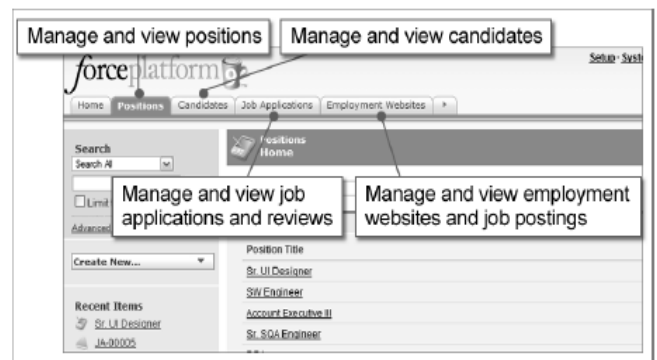 Manage and view positions
Manage and view candidates
forceplatform
Setup · Syst
Home
Positions
Candidates
Job Applications
Employment Websites
Search
Search All
Positions
Home
Limit
Manage and view job
applications and reviews
Manage and view employment
websites and job postings
Advanced
Create New...
Position Title
Sr. UI Designer
SW Engineer
Account Executive III
Sr. SQA Engineer
Recent Items
Sr. UI Designer
JA-00005